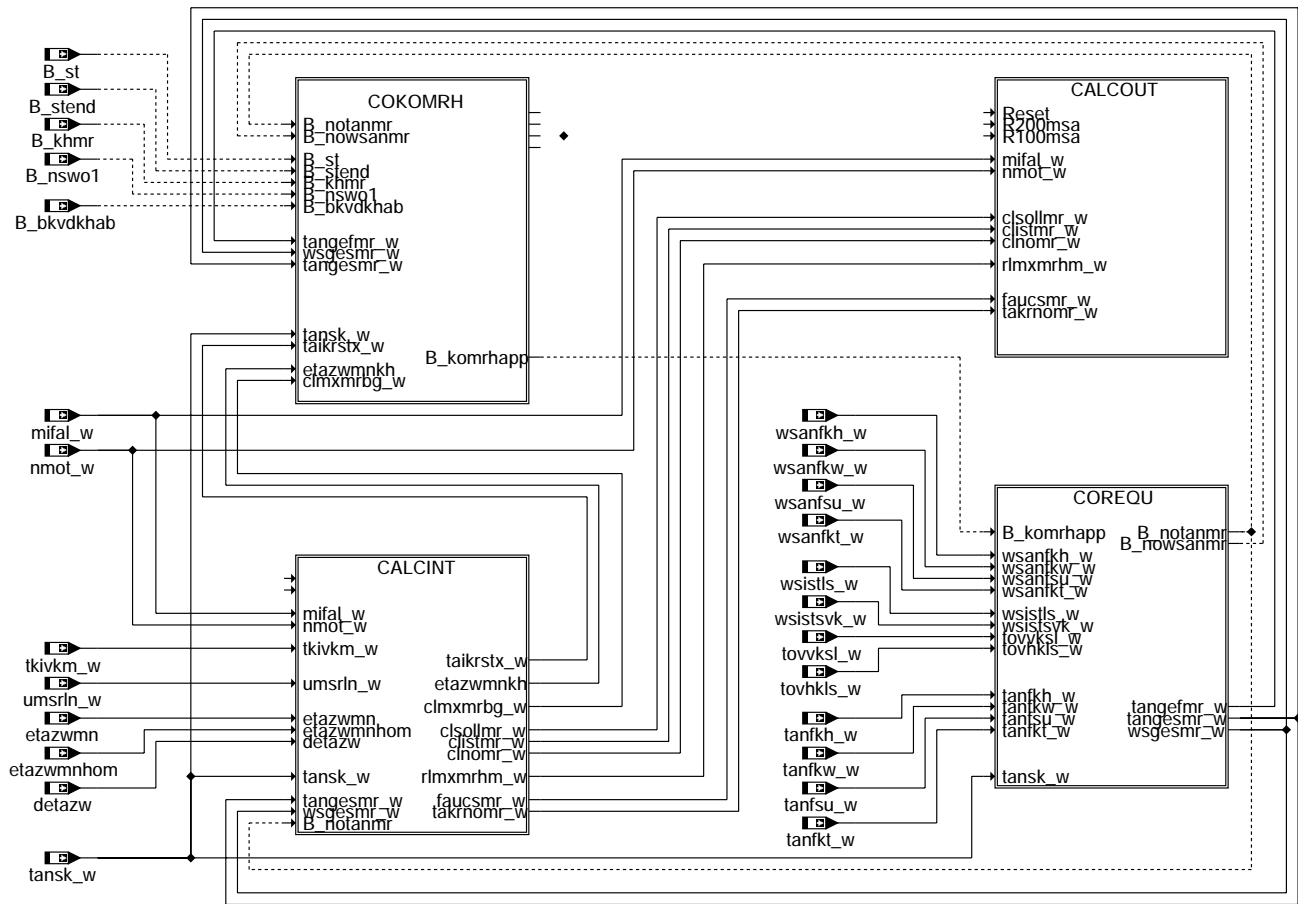 B_st
B_stend
B_khmr
B_nswo1
B_bkvdkhab
COKOMRH
B_notanmr
B_nowsanmr
B_st
B_stend
B_khmr
B_nswo1
B_bkvdkhab
tangefmr_w
wsgesmr_w
tangesmr_w
tansk_w
taikrstx_w
etazwmnkh
clmxmrbg_w
B_komrhapp
CALCOUT
Reset
R200msa
R100msa
mifal_w
nmot_w
clsollmr_w
clistmr_w
clnomr_w
rlmxmrhm_w
faucsmr_w
takrnomr_w
mifal_w
nmot_w
tkivkm_w
umsrln_w
etazwmn
etazwmnhom
detazw
tansk_w
CALCINT
mifal_w
nmot_w
tkivkm_w
umsrln_w
etazwmn
etazwmnhom
detazw
tansk_w
tangesmr_w
wsgesmr_w
B_notanmr
taikrstx_w
etazwmnkh
clmxmrbg_w
clsollmr_w
clistmr_w
clnomr_w
rlmxmrhm_w
faucsmr_w
takrnomr_w
wsanfkh_w
wsanfkw_w
wsanfsu_w
wsanfkt_w
wsistls_w
wsistsvk_w
tovvksl_w
tovhkls_w
tanfkh_w
tanfkw_w
tanfsu_w
tanfkt_w
COREQU
B_komrhapp
wsanfkh_w
wsanfkw_w
wsanfsu_w
wsanfkt_w
wsistls_w
wsistsvk_w
tovvksl_w
tovhkls_w
tanfkh_w
tanfkw_w
tanfsu_w
tanfkt_w
tansk_w
B_notanmr
B_nowsanmr
tangefmr_w
tangesmr_w
wsgesmr_w